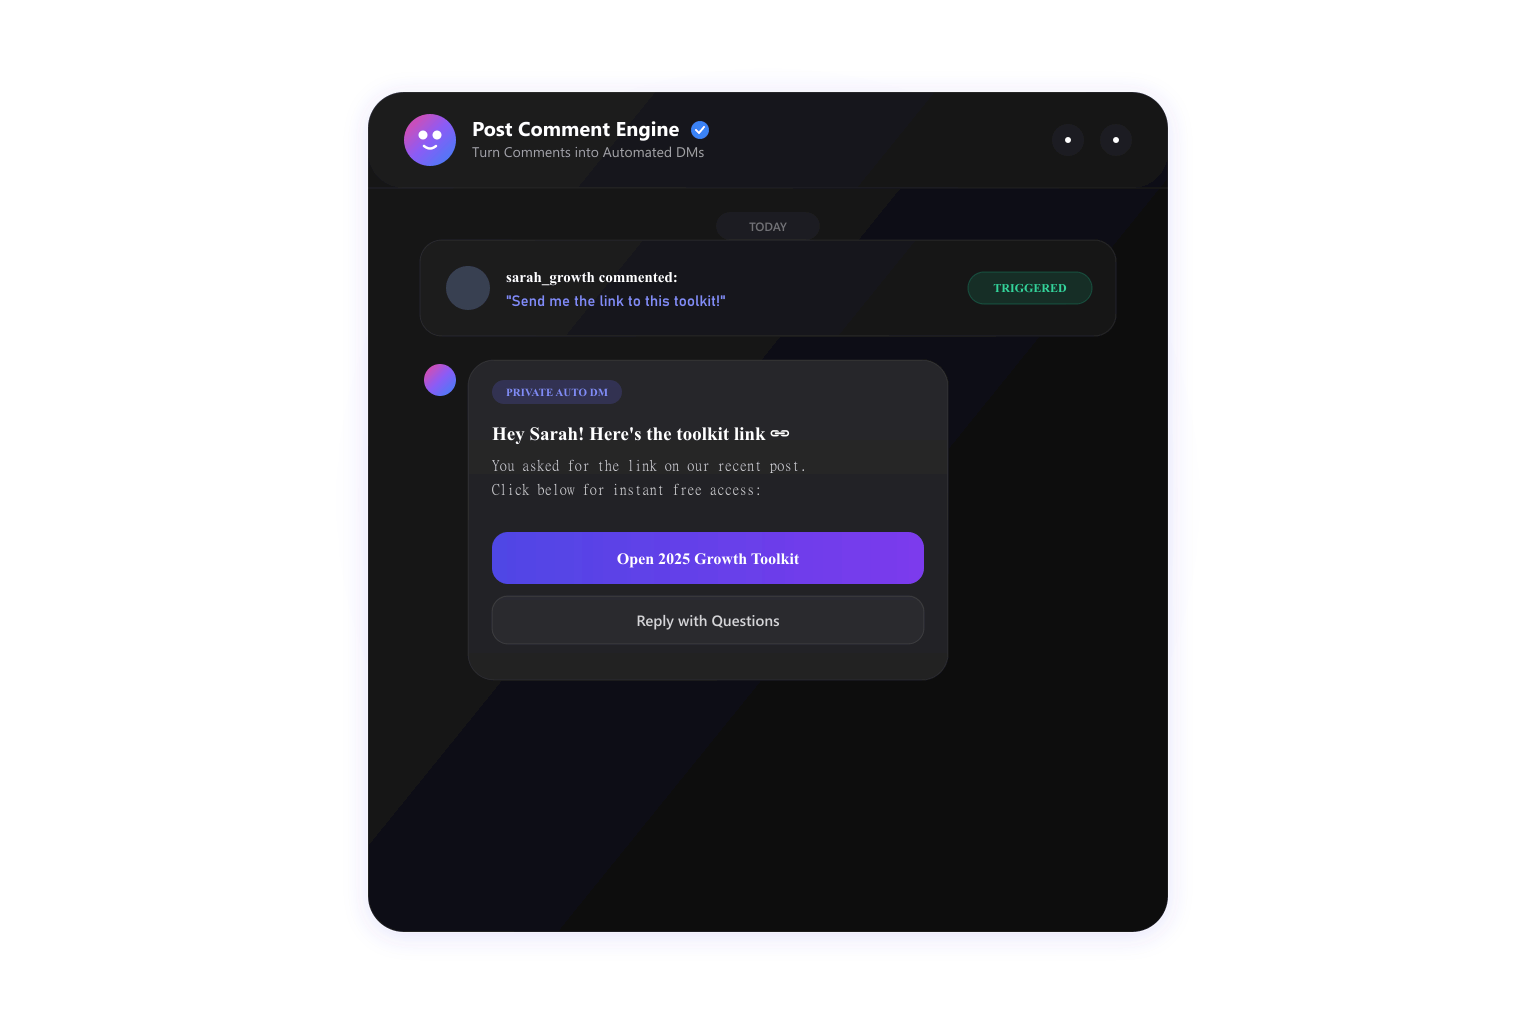 Post Comment Engine
Turn Comments into Automated DMs
TODAY
sarah_growth commented:
"Send me the link to this toolkit!"
TRIGGERED
PRIVATE AUTO DM
Hey Sarah! Here's the toolkit link 🔗
You asked for the link on our recent post.
Click below for instant free access:
Open 2025 Growth Toolkit
Reply with Questions